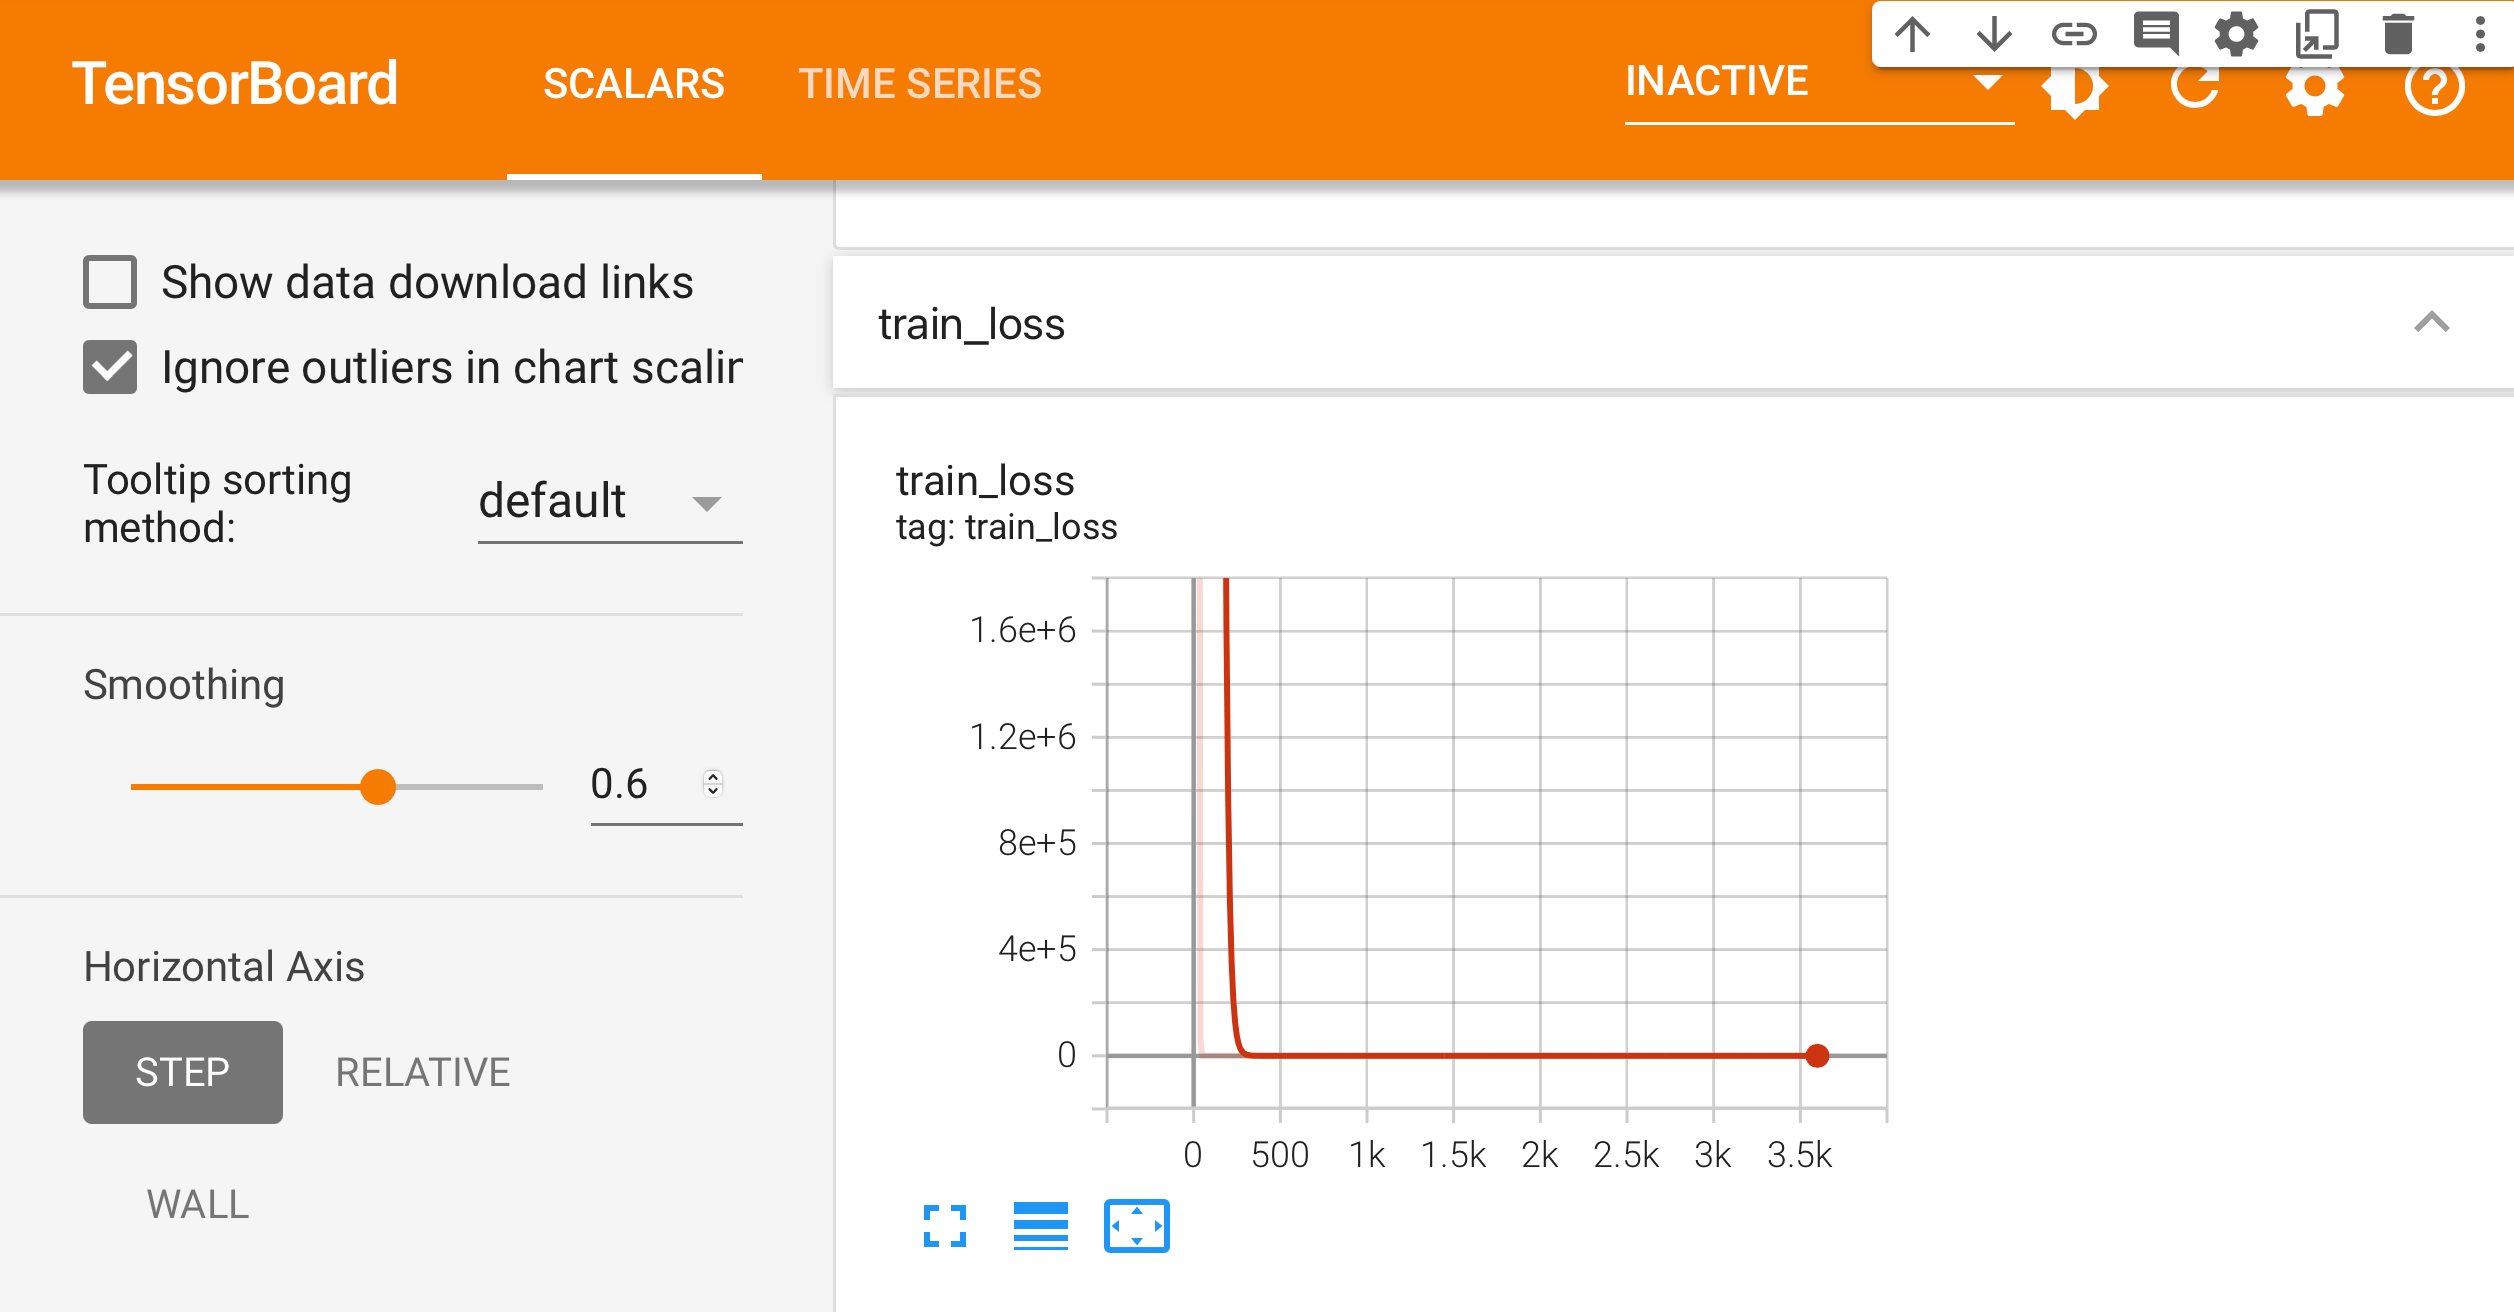 TensorBoard
SCALARS
TIME SERIES
INACTIVE
Show data download links
Ignore outliers in chart scalin
Tooltip sorting
method:
default
Smoothing
0.6
Horizontal Axis
STEP
RELATIVE
WALL
train_loss
train_loss
tag: train_loss
1.6e+6
1.2e+6
8e+5
4e+5
0
0 500 1k 1.5k 2k 2.5k 3k 3.5k